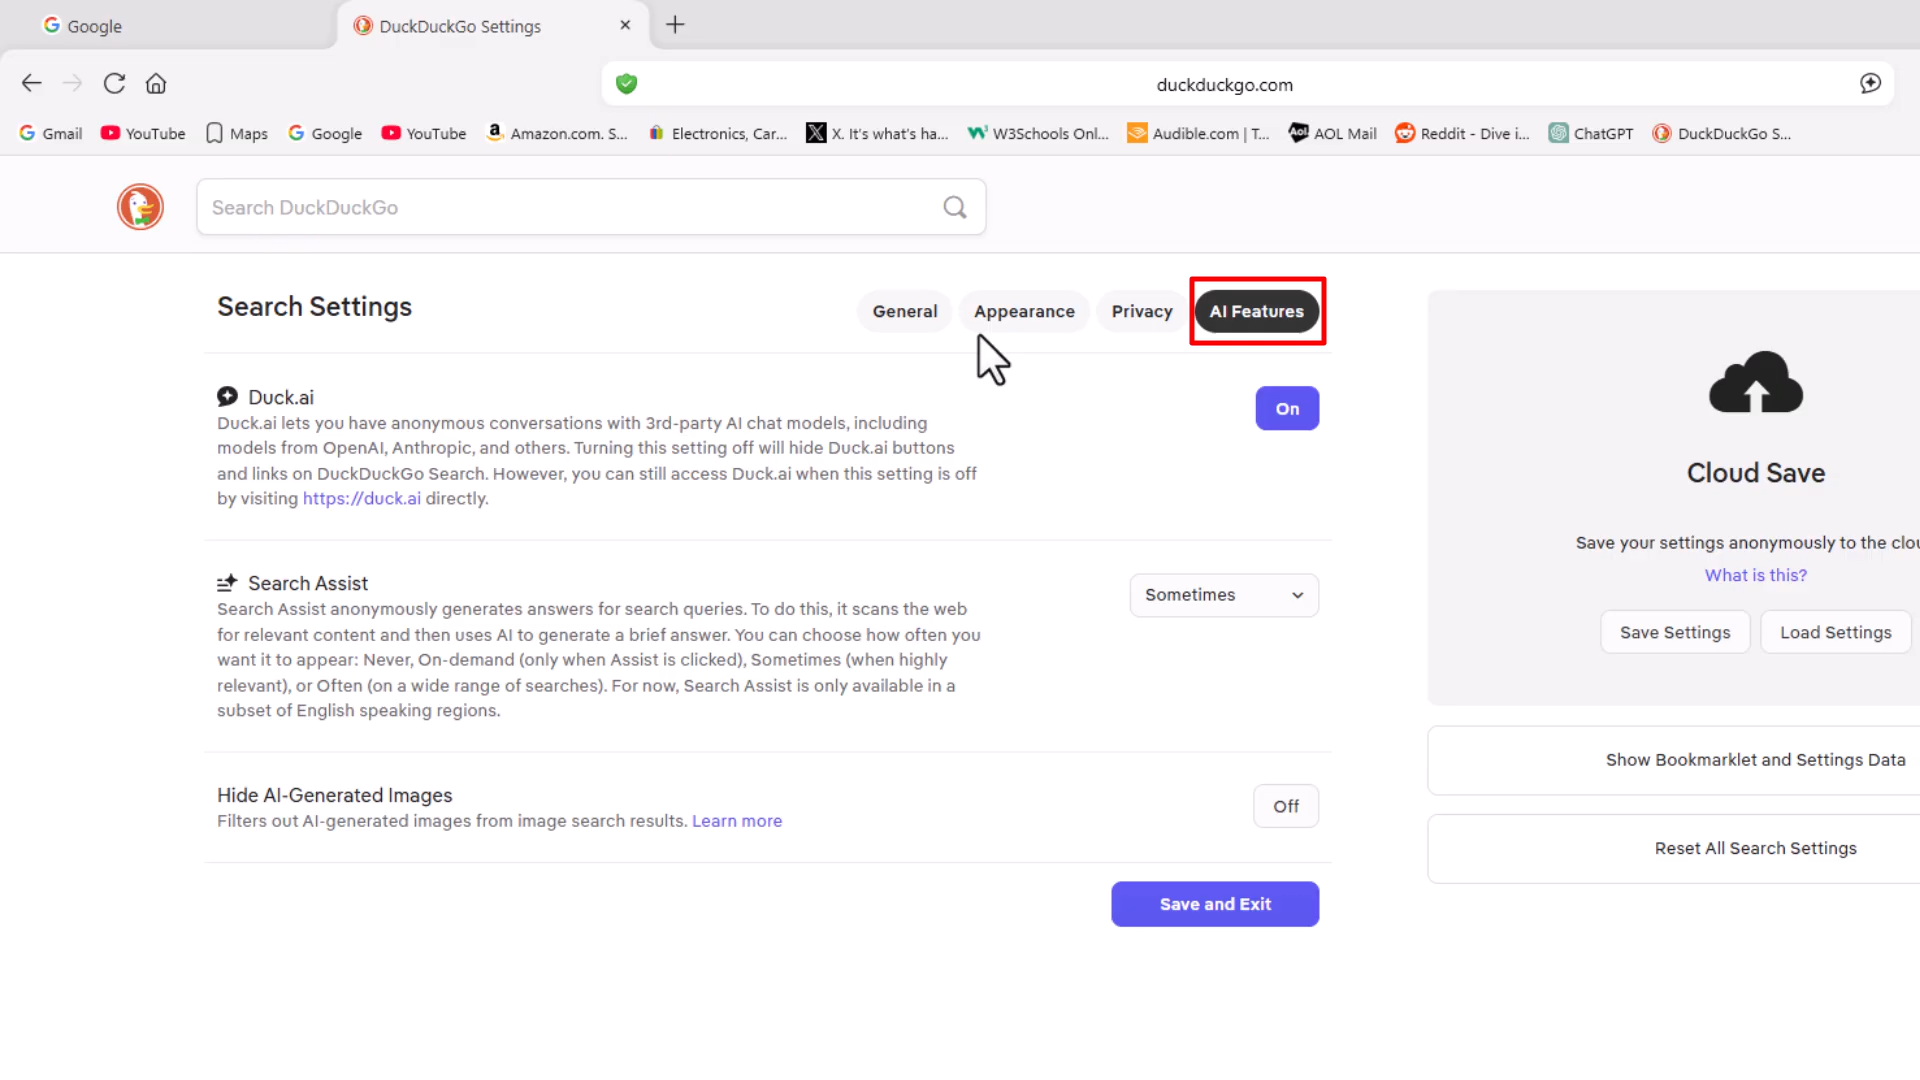 Google
DuckDuckGo Settings
duckduckgo.com
Gmail
YouTube
Maps
Google
YouTube
Amazon.com. S...
Electronics, Car...
X. It's what's ha...
W3Schools Onl...
Audible.com | T...
AOL Mail
Reddit - Dive i...
ChatGPT
DuckDuckGo S...
Search DuckDuckGo
Search Settings
General
Appearance
Privacy
AI Features
Duck.ai
Duck.ai lets you have anonymous conversations with 3rd-party AI chat models, including
models from OpenAI, Anthropic, and others. Turning this setting off will hide Duck.ai buttons
and links on DuckDuckGo Search. However, you can still access Duck.ai when this setting is off
by visiting https://duck.ai directly.
On
Search Assist
Search Assist anonymously generates answers for search queries. To do this, it scans the web
for relevant content and then uses AI to generate a brief answer. You can choose how often you
want it to appear: Never, On-demand (only when Assist is clicked), Sometimes (when highly
relevant), or Often (on a wide range of searches). For now, Search Assist is only available in a
subset of English speaking regions.
Sometimes
Hide AI-Generated Images
Filters out AI-generated images from image search results. Learn more
Off
Save and Exit
Cloud Save
Save your settings anonymously to the clou
What is this?
Save Settings
Load Settings
Show Bookmarklet and Settings Data
Reset All Search Settings